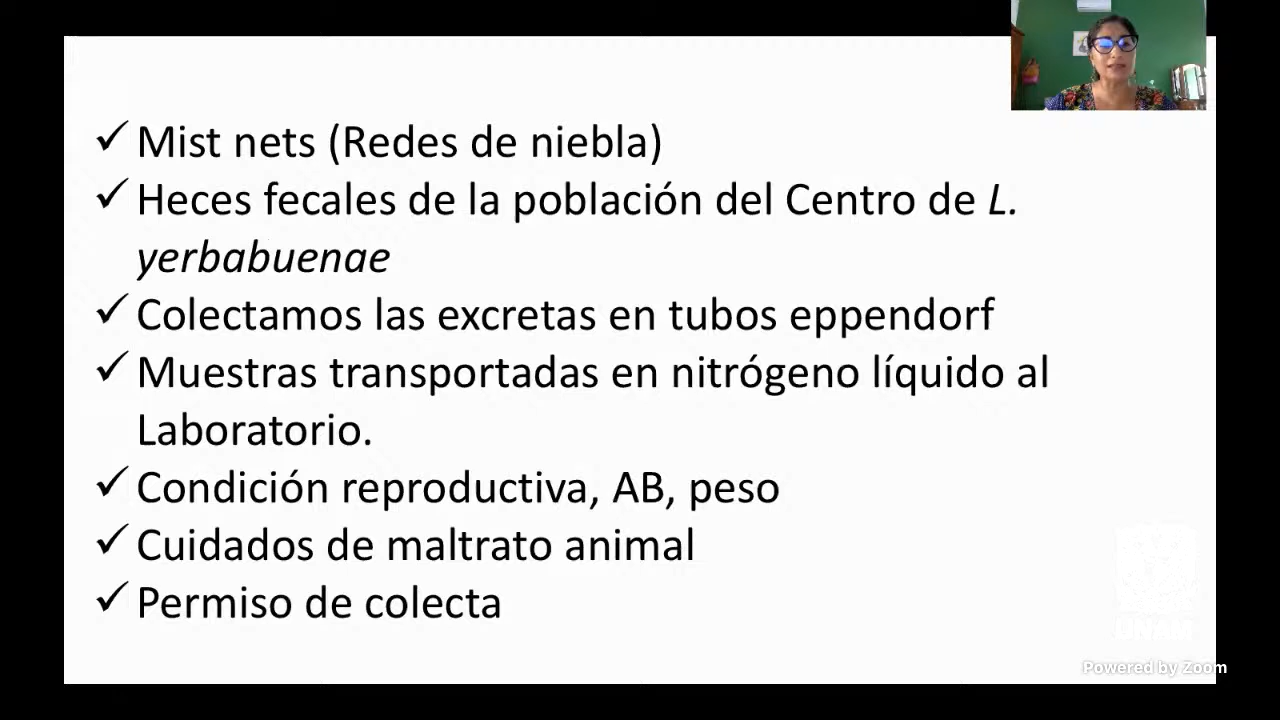 ✓ Mist nets (Redes de niebla)
✓ Heces fecales de la población del Centro de L.
yerbabuenae
✓ Colectamos las excretas en tubos eppendorf
✓ Muestras transportadas en nitrógeno líquido al
Laboratorio.
✓ Condición reproductiva, AB, peso
✓ Cuidados de maltrato animal
✓ Permiso de colecta
UNAM
Powered by Zoom